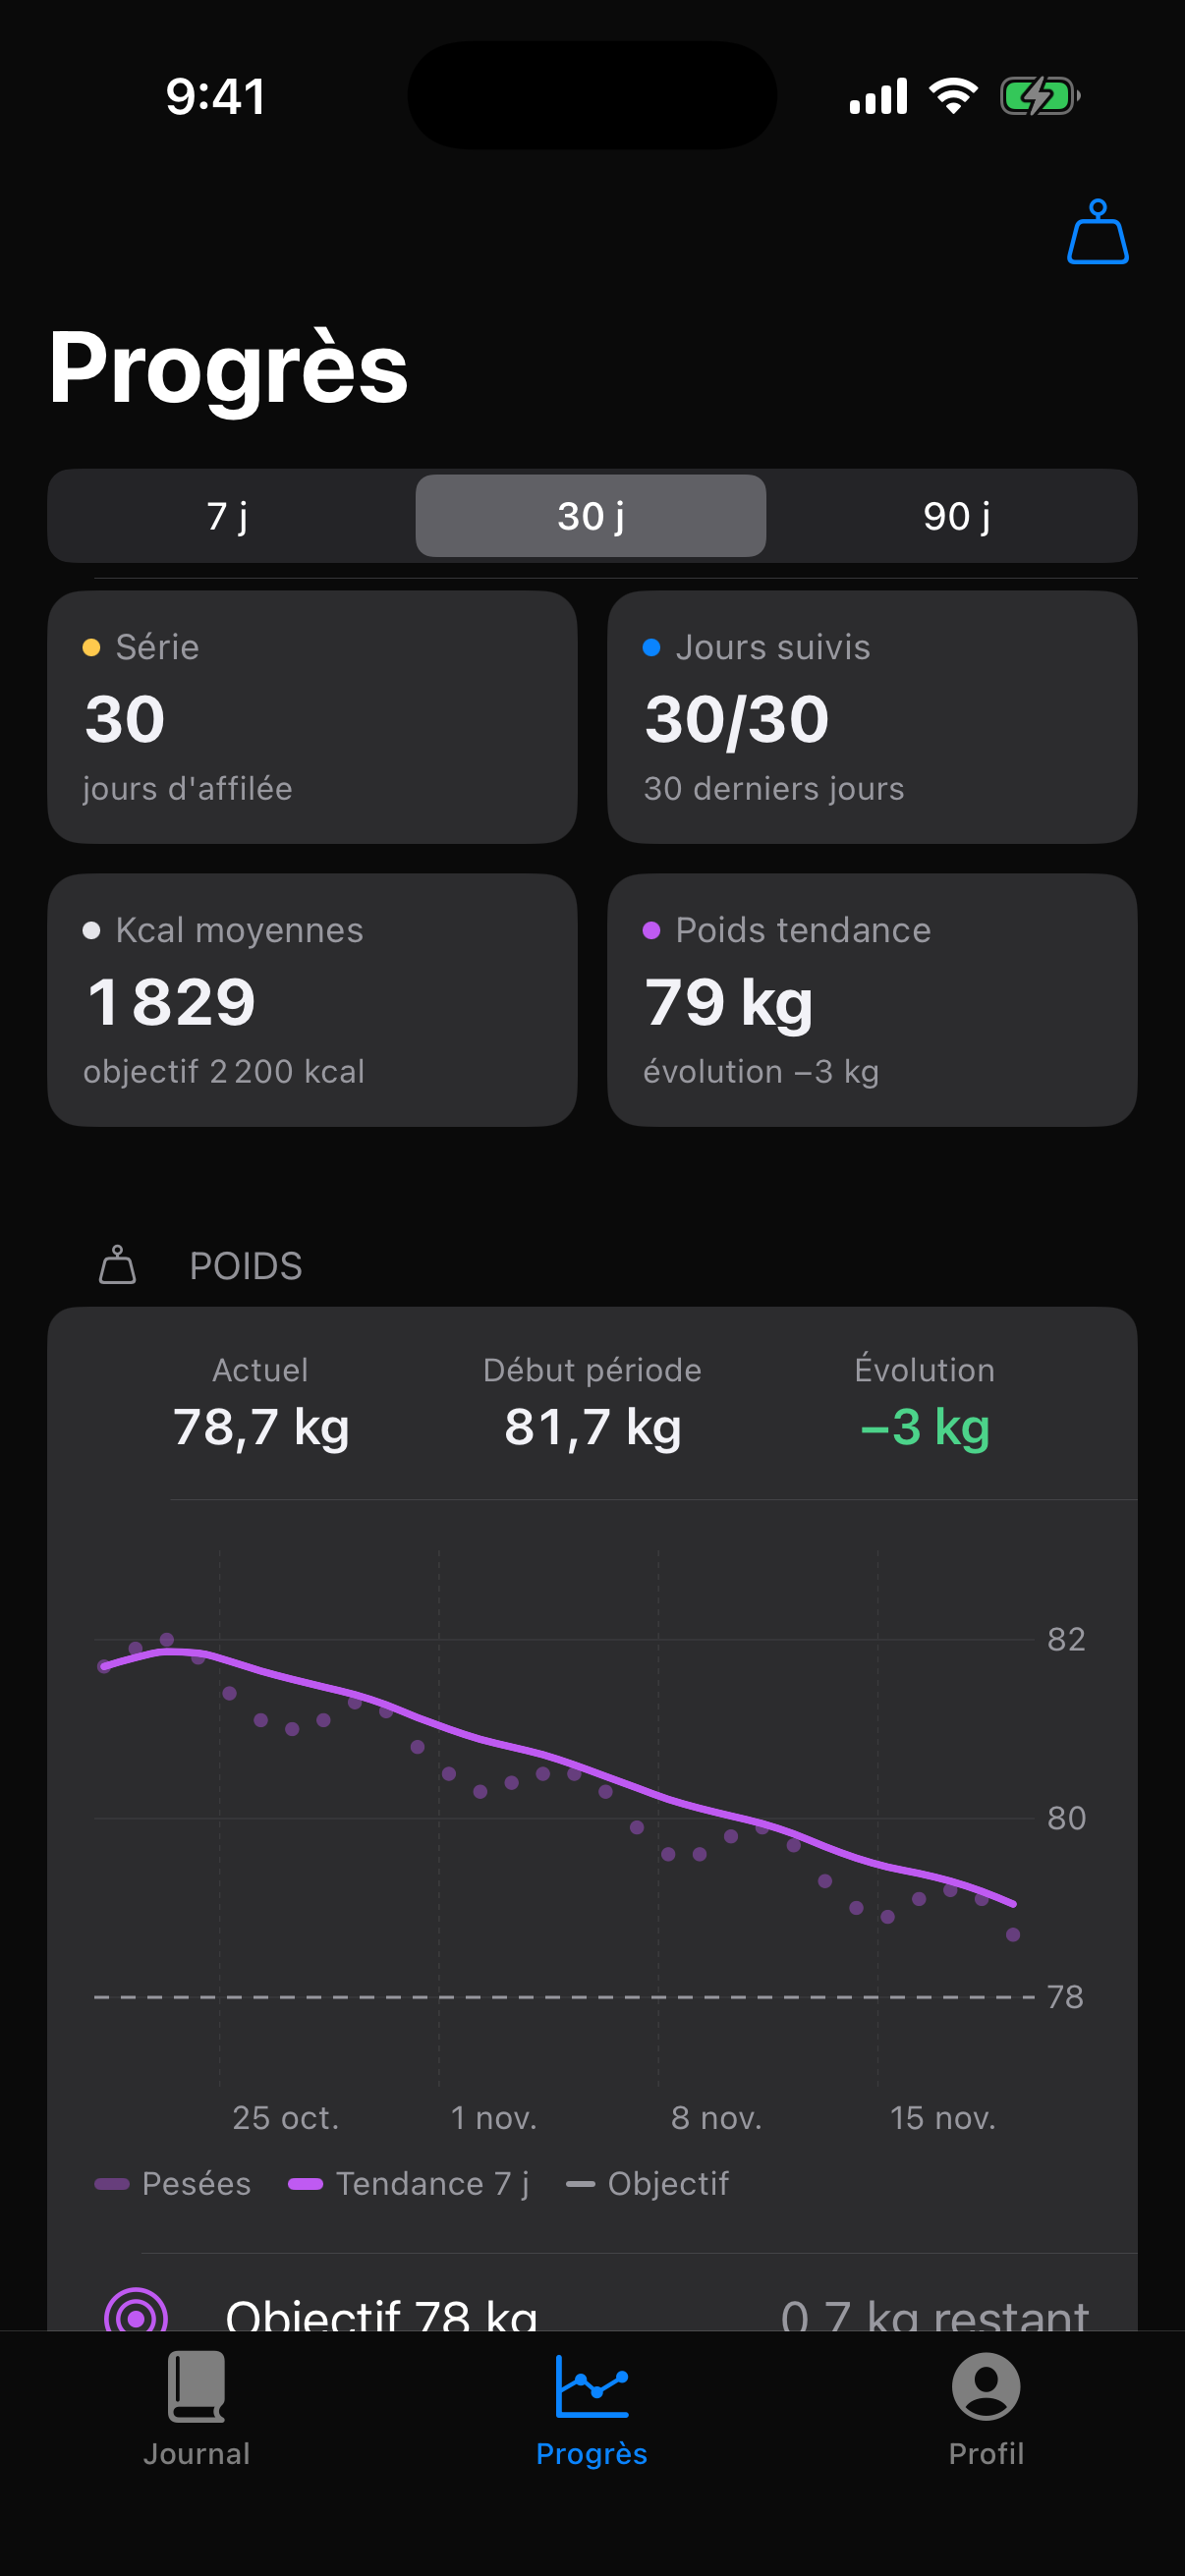 9:41
Progrès
7 j
30 j
90 j
Série
30
jours d'affilée
Jours suivis
30/30
30 derniers jours
Kcal moyennes
1 829
objectif 2 200 kcal
Poids tendance
79 kg
évolution −3 kg
POIDS
Actuel
78,7 kg
Début période
81,7 kg
Évolution
−3 kg
82
80
78
25 oct.
1 nov.
8 nov.
15 nov.
Pesées
Tendance 7 j
Objectif
Objectif 78 kg
0,7 kg restant
Journal
Progrès
Profil